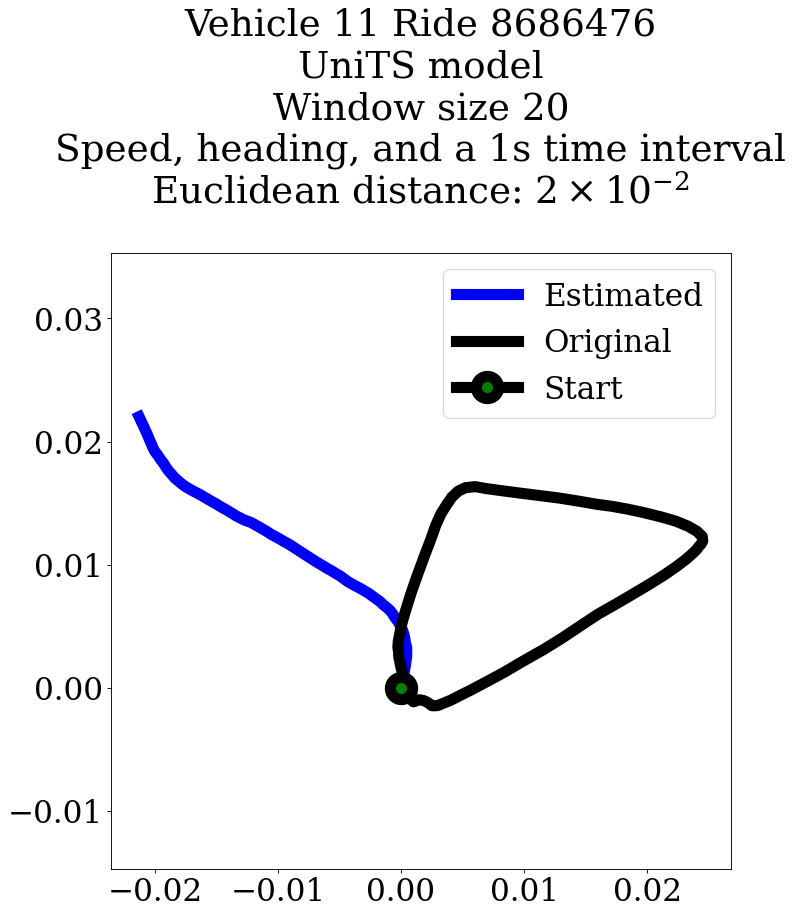 Vehicle 11 Ride 8686476
UniTS model
Window size 20
Speed, heading, and a 1s time interval
Euclidean distance: 2 × 10⁻²
Estimated
Original
Start
0.03
0.02
0.01
0.00
−0.01
−0.02 −0.01 0.00 0.01 0.02